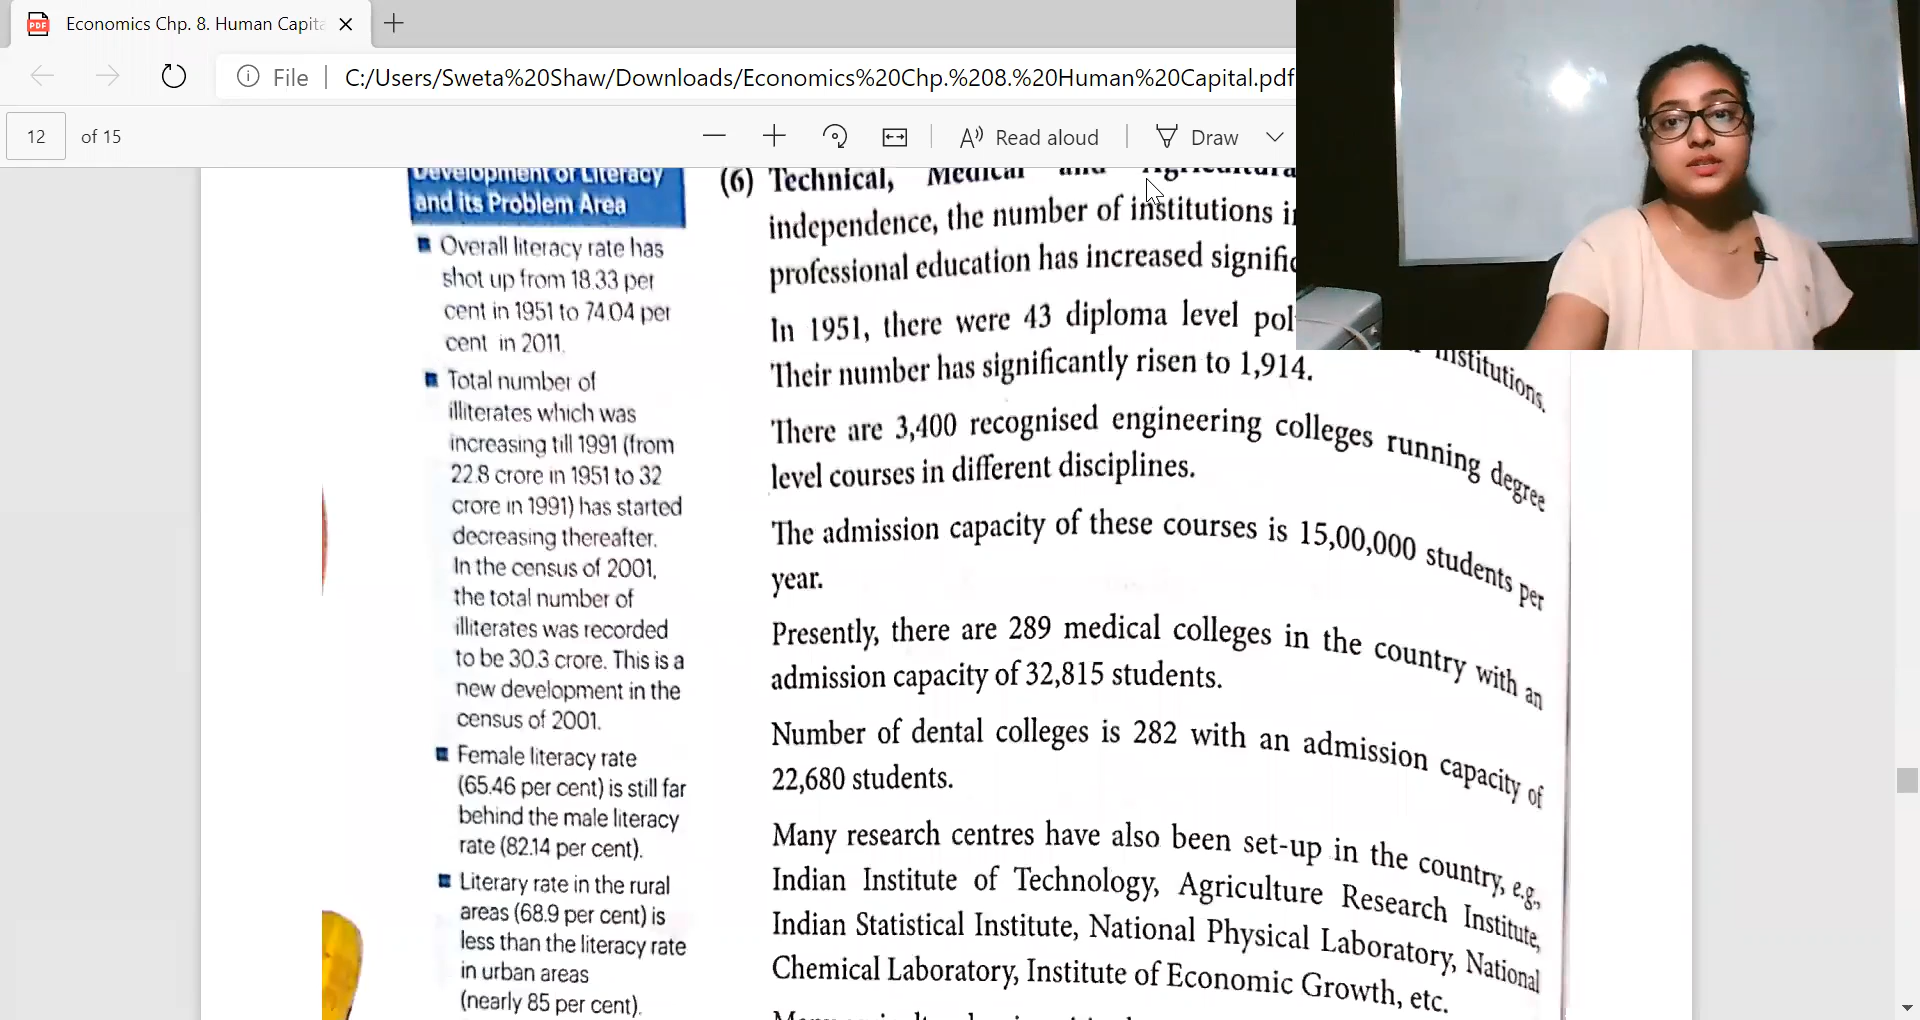 Economics Chp. 8. Human Capita
File
C:/Users/Sweta%20Shaw/Downloads/Economics%20Chp.%208.%20Human%20Capital.pdf
12 of 15
Read aloud
Draw
Development of Literacy
and its Problem Area
Overall literacy rate has
shot up from 18.33 per
cent in 1951 to 74.04 per
cent in 2011.
Total number of
illiterates which was
increasing till 1991 (from
22.8 crore in 1951 to 32
crore in 1991) has started
decreasing thereafter.
In the census of 2001,
the total number of
illiterates was recorded
to be 30.3 crore. This is a
new development in the
census of 2001.
Female literacy rate
(65.46 per cent) is still far
behind the male literacy
rate (82.14 per cent).
Literary rate in the rural
areas (68.9 per cent) is
less than the literacy rate
in urban areas
(nearly 85 per cent).
(6) Technical, Medical and
independence, the number of institutions
professional education has increased
In 1951, there were 43 diploma level institutions.
Their number has significantly risen to 1,914.
There are 3,400 recognised engineering colleges running degree
level courses in different disciplines.
The admission capacity of these courses is 15,00,000 students per
year.
Presently, there are 289 medical colleges in the country with an
admission capacity of 32,815 students.
Number of dental colleges is 282 with an admission capacity of
22,680 students.
Many research centres have also been set-up in the country, e.g.,
Indian Institute of Technology, Agriculture Research Institute,
Indian Statistical Institute, National Physical Laboratory, National
Chemical Laboratory, Institute of Economic Growth, etc.